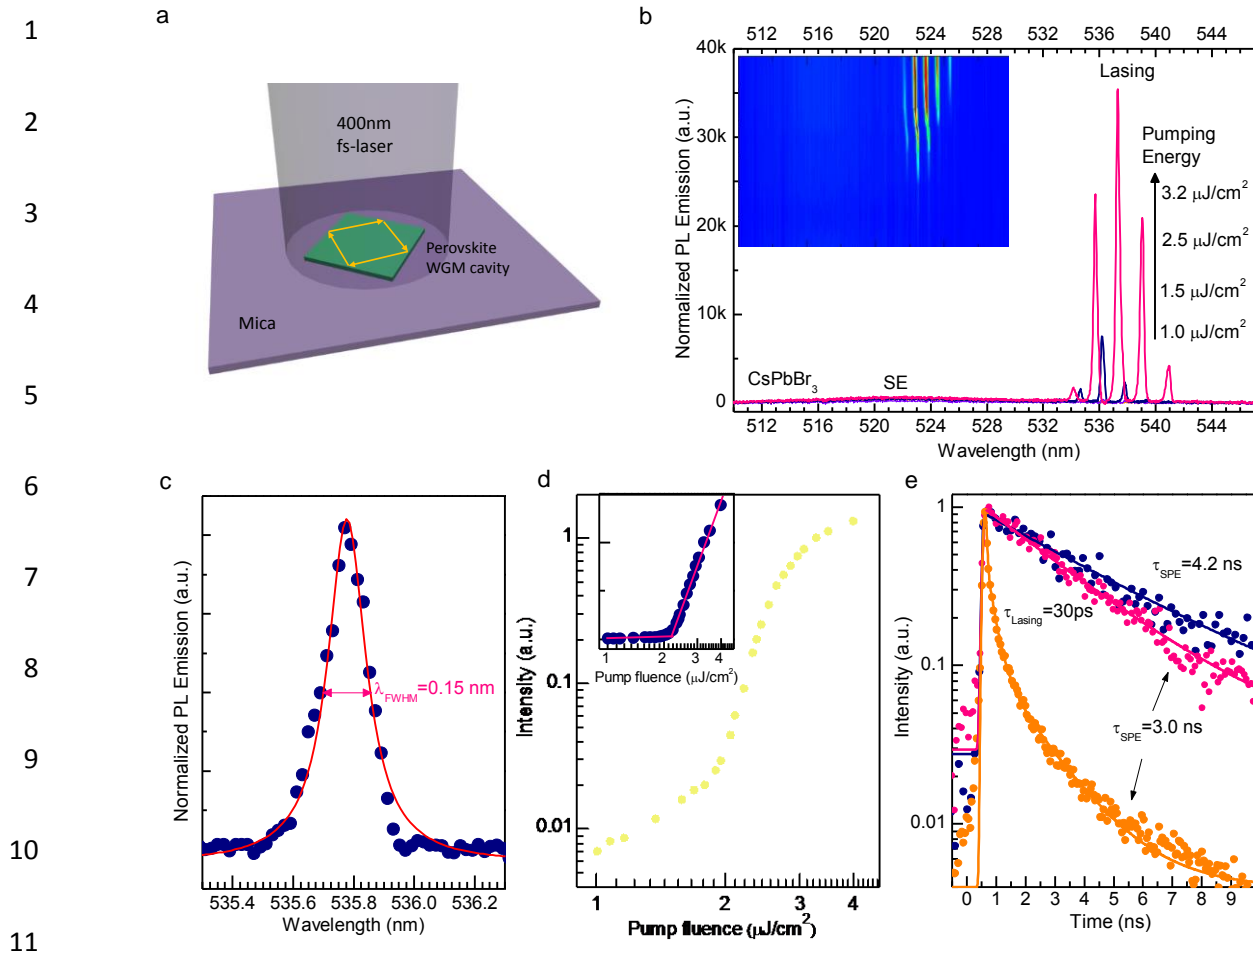 1
2
3
4
5
6
7
8
9
10
11
a
400nm
fs-laser
Perovskite
WGM cavity
Mica
b
512 516 520 524 528 532 536 540 544
40k
30k
20k
10k
0
Normalized PL Emission (a.u.)
Lasing
Pumping
Energy
3.2 μJ/cm²
2.5 μJ/cm²
1.5 μJ/cm²
1.0 μJ/cm²
CsPbBr₃
SE
512 516 520 524 528 532 536 540 544
Wavelength (nm)
c
Normalized PL Emission (a.u.)
λFWHM=0.15 nm
535.4 535.6 535.8 536.0 536.2
Wavelength (nm)
d
1
0.1
0.01
Intensity (a.u.)
1 2 3 4
Pump fluence (μJ/cm²)
1 2 3 4
Pump fluence (μJ/cm²)
e
1
0.1
0.01
Intensity (a.u.)
τSPE=4.2 ns
τLasing=30ps
τSPE=3.0 ns
0 1 2 3 4 5 6 7 8 9
Time (ns)